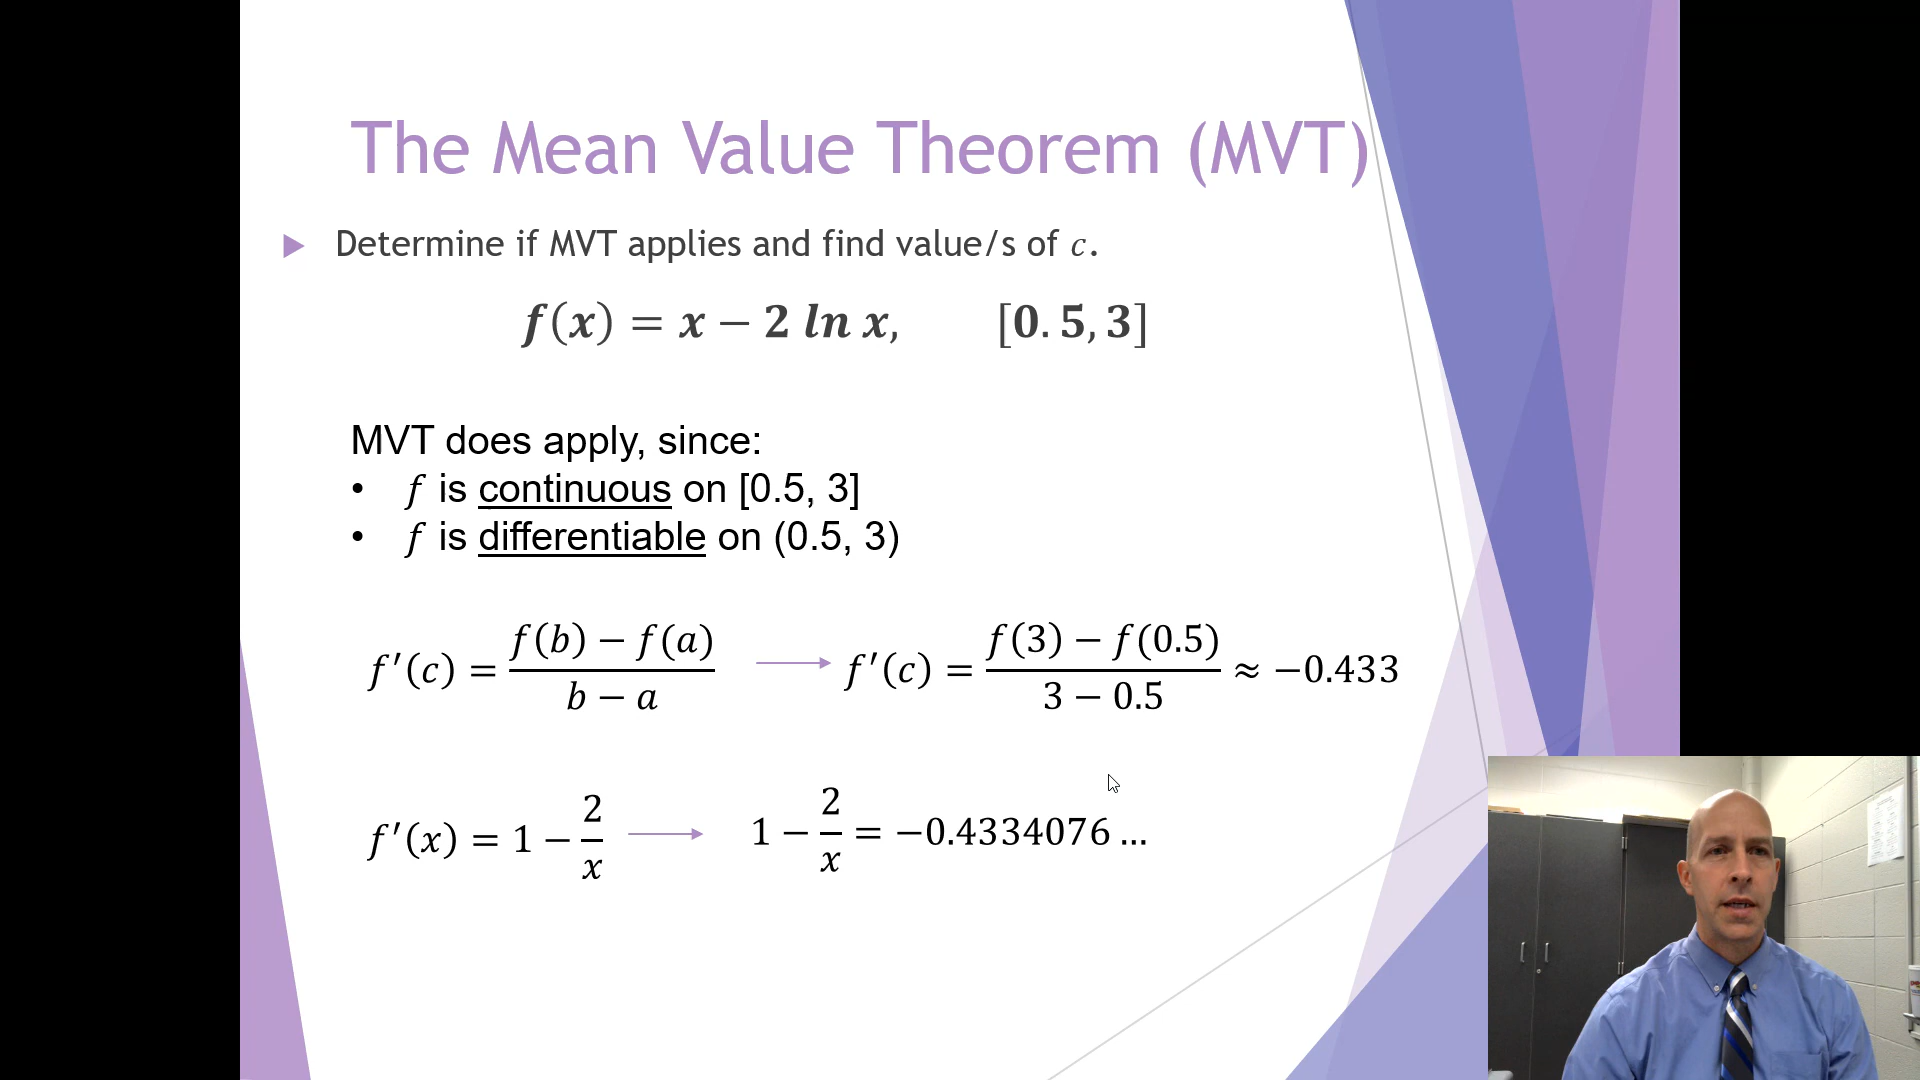 The Mean Value Theorem (MVT)
Determine if MVT applies and find value/s of c.
f(x) = x − 2 ln x, [0.5, 3]
MVT does apply, since:
• f is continuous on [0.5, 3]
• f is differentiable on (0.5, 3)
f′(c) = (f(b) − f(a))/(b − a) → f′(c) = (f(3) − f(0.5))/(3 − 0.5) ≈ −0.433
f′(x) = 1 − 2/x → 1 − 2/x = −0.4334076 ...